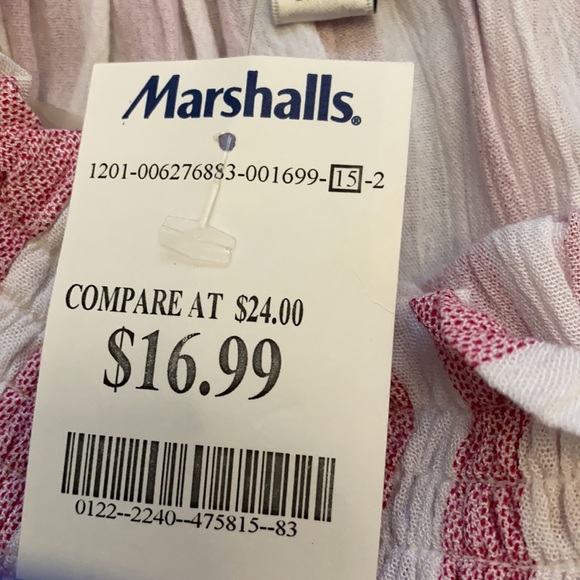 Marshalls®
1201-006276883-001699-15-2
COMPARE AT $24.00
$16.99
0122--2240--475815--83